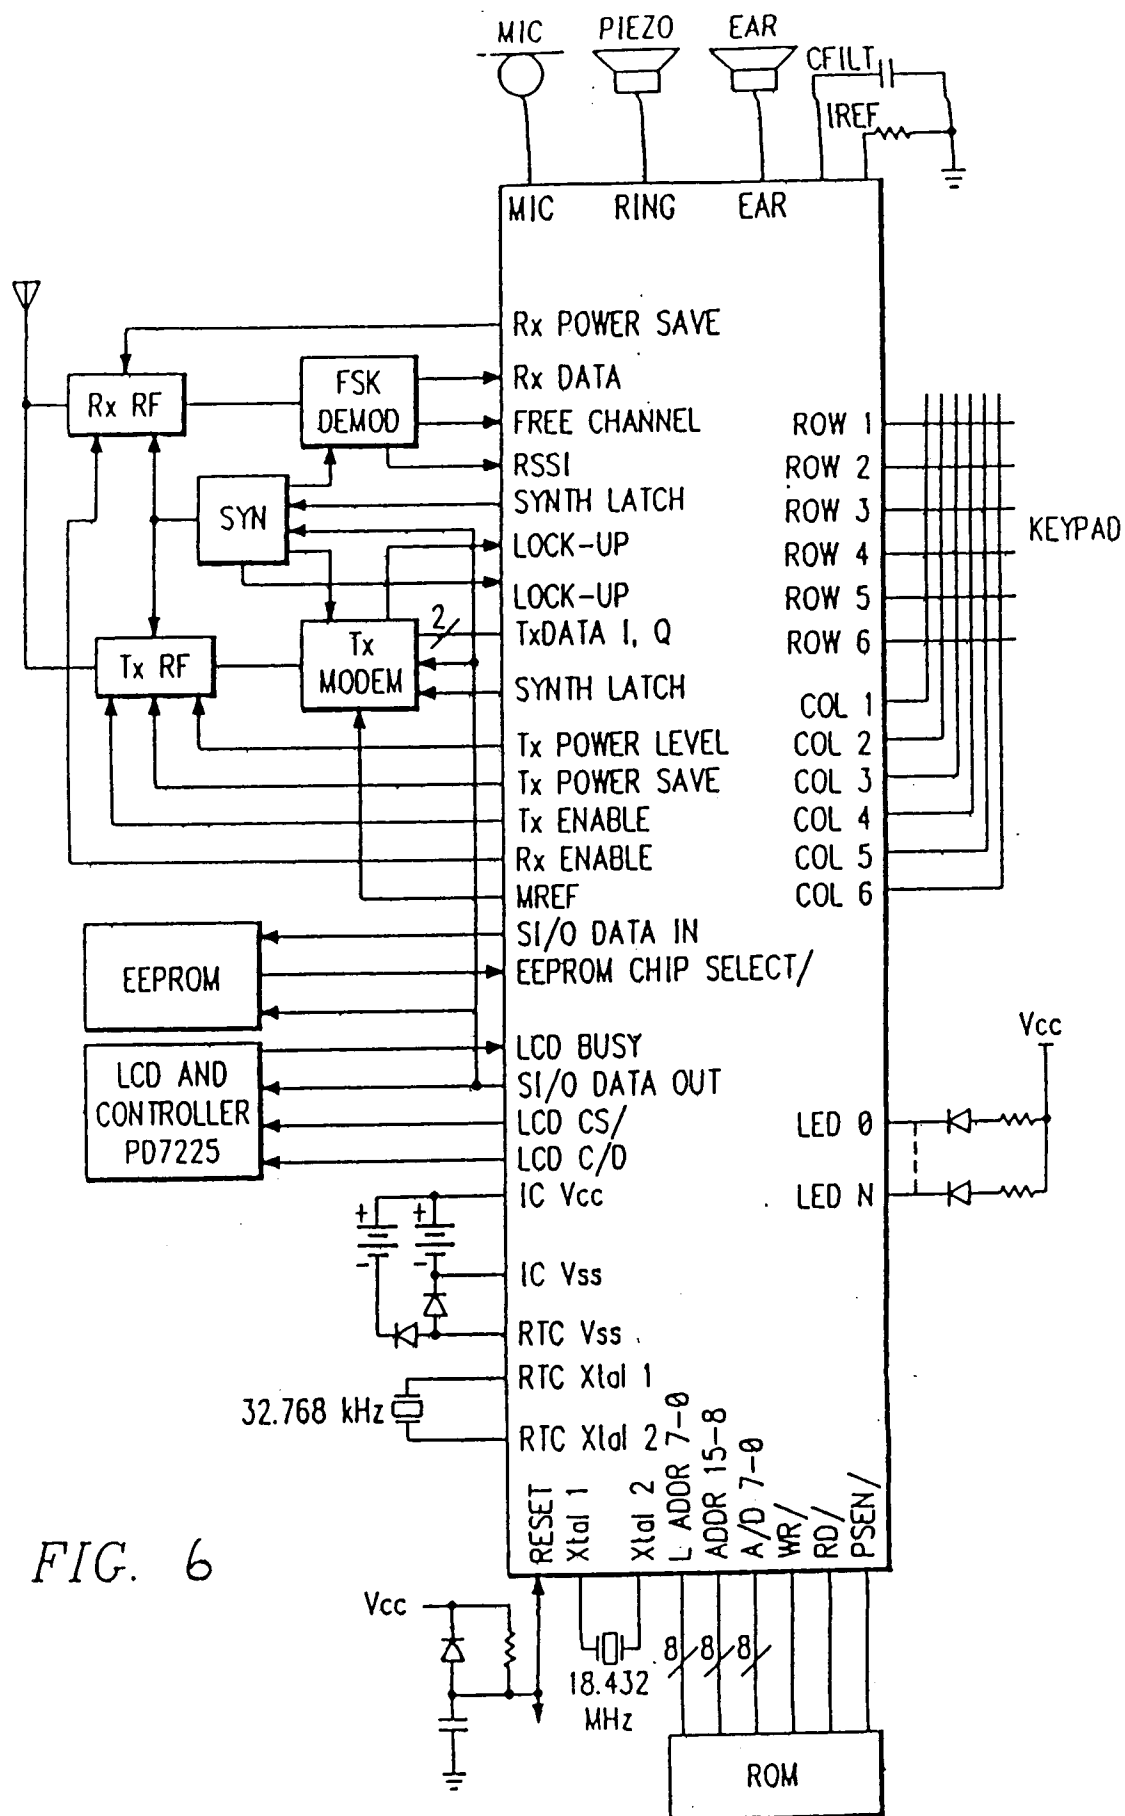 MIC
PIEZO
EAR
CFILT
IREF
MIC
RING
EAR
Rx POWER SAVE
Rx DATA
FREE CHANNEL
RSSI
SYNTH LATCH
LOCK-UP
LOCK-UP
TxDATA I, Q
SYNTH LATCH
Tx POWER LEVEL
Tx POWER SAVE
Tx ENABLE
Rx ENABLE
MREF
SI/O DATA IN
EEPROM CHIP SELECT/
LCD BUSY
SI/O DATA OUT
LCD CS/
LCD C/D
IC Vcc
IC Vss
RTC Vss
RTC Xtal 1
RTC Xtal 2
Rx RF
FSK
DEMOD
SYN
2
Tx RF
Tx
MODEM
EEPROM
LCD AND
CONTROLLER
PD7225
+
+
-
-
32.768 kHz
ROW 1
ROW 2
ROW 3
ROW 4
ROW 5
ROW 6
KEYPAD
COL 1
COL 2
COL 3
COL 4
COL 5
COL 6
Vcc
LED 0
LED N
RESET
Xtal 1
Xtal 2
L ADDR 7-0
ADDR 15-8
A/D 7-0
WR/
RD/
PSEN/
Vcc
18.432
MHz
8
8
8
ROM
FIG. 6